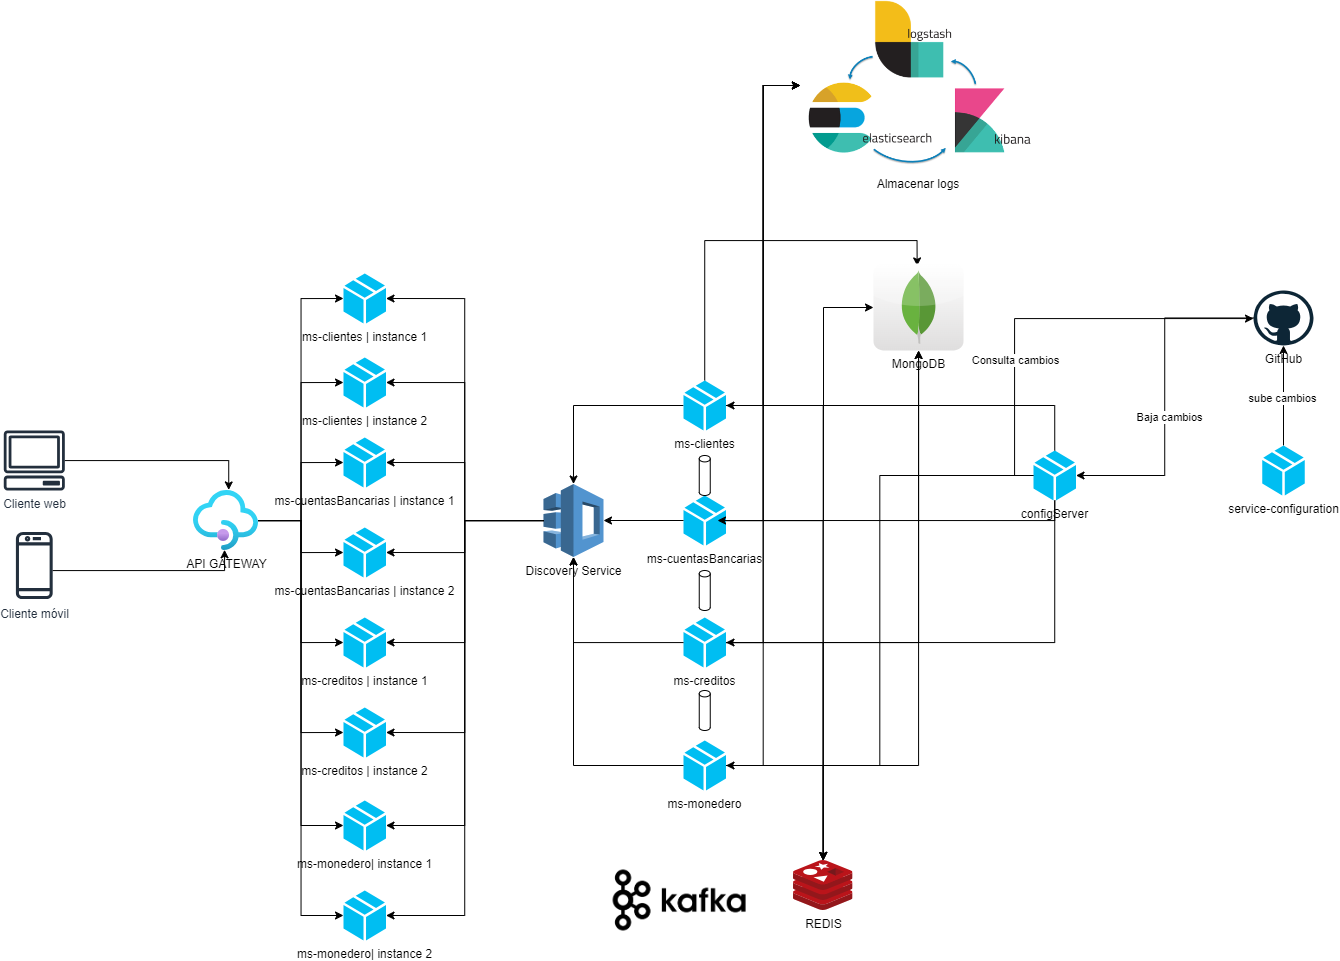 logstash
elasticsearch
kibana
Almacenar logs
ms-clientes | instance 1
MongoDB
Consulta cambios
GitHub
ms-clientes | instance 2
sube cambios
Baja cambios
ms-clientes
Cliente web
ms-cuentasBancarias | instance 1
configServer
service-configuration
API GATEWAY
Discovery Service
ms-cuentasBancarias
ms-cuentasBancarias | instance 2
Cliente móvil
ms-creditos | instance 1
ms-creditos
ms-creditos | instance 2
ms-monedero
ms-monedero| instance 1
kafka
REDIS
ms-monedero| instance 2